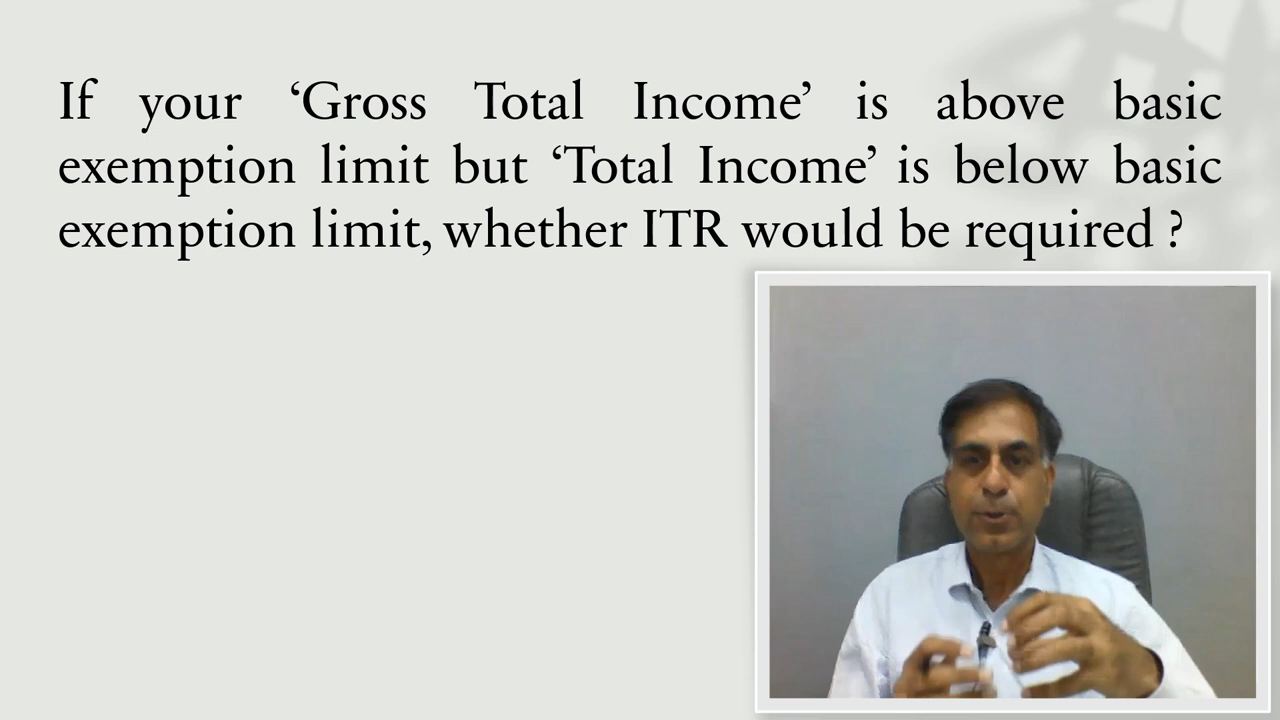 If your ‘Gross Total Income’ is above basic
exemption limit but ‘Total Income’ is below basic
exemption limit, whether ITR would be required ?